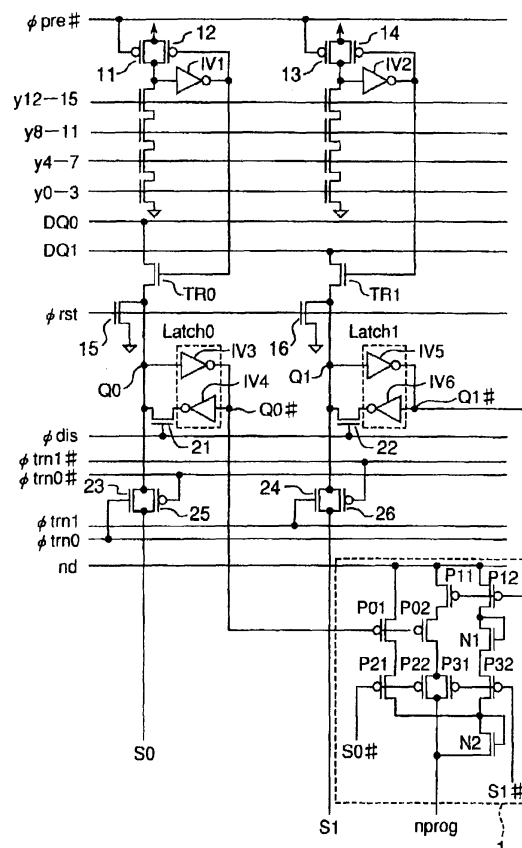 φpre#
12
14
11
IV1
13
IV2
y12-15
y8-11
y4-7
y0-3
DQ0
DQ1
TR0
TR1
φrst
15
16
Latch0
Latch1
IV3
IV5
Q0
IV4
Q1
IV6
Q0#
Q1#
21
22
φdis
φtrn1#
φtrn0#
23
24
25
26
φtrn1
φtrn0
nd
P11
P12
P01
P02
N1
P21
P22
P31
P32
S0#
N2
S0
S1#
S1
nprog
1